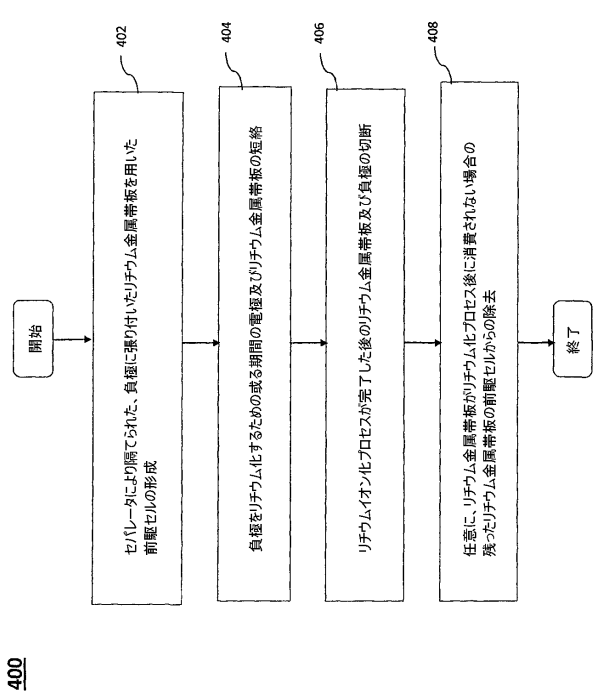 400
開始
402
セパレータにより隔てられた、負極に張り付いたリチウム金属帯板を用いた
前駆セルの形成
404
負極をリチウム化するための或る期間の電極及びリチウム金属帯板の短絡
406
リチウムイオン化プロセスが完了した後のリチウム金属帯板及び負極の切断
408
任意に、リチウム金属帯板がリチウム化プロセス後に消費されない場合の
残ったリチウム金属帯板の前駆セルからの除去
終了